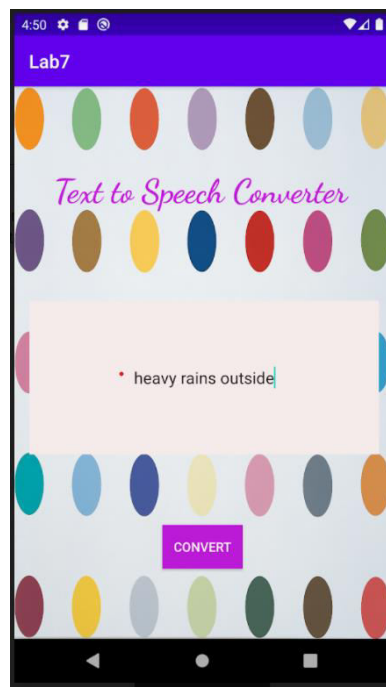 4:50
Lab7
Text to Speech Converter
* heavy rains outside
CONVERT